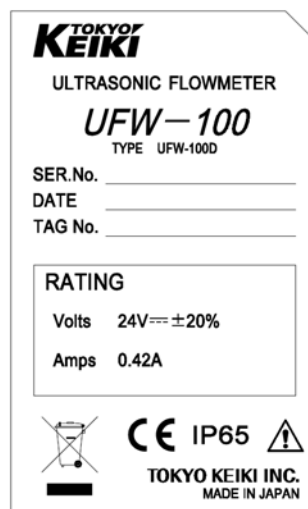 TOKYO
KEIKI
ULTRASONIC FLOWMETER
UFW-100
TYPE UFW-100D
SER.No.
DATE
TAG No.
RATING
Volts 24V⎓±20%
Amps 0.42A
CE IP65
TOKYO KEIKI INC.
MADE IN JAPAN